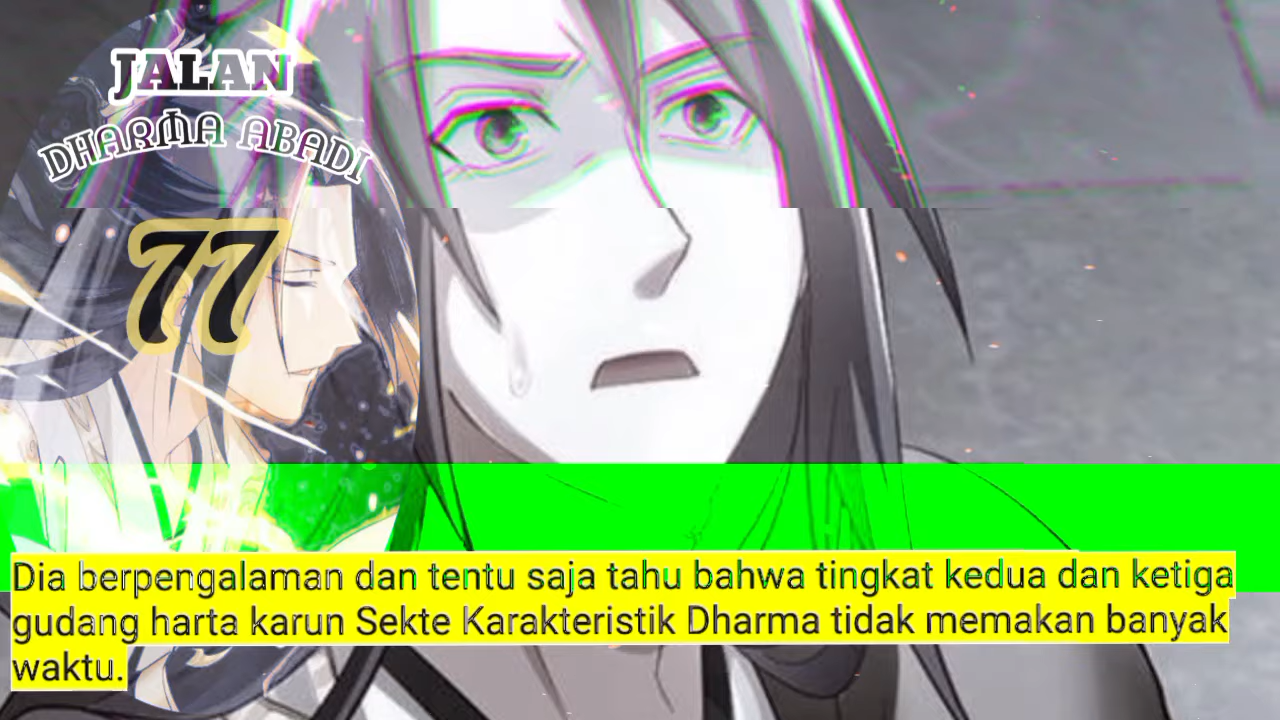 JALAN
DHARMA ABADI
77
Dia berpengalaman dan tentu saja tahu bahwa tingkat kedua dan ketiga
gudang harta karun Sekte Karakteristik Dharma tidak memakan banyak
waktu.